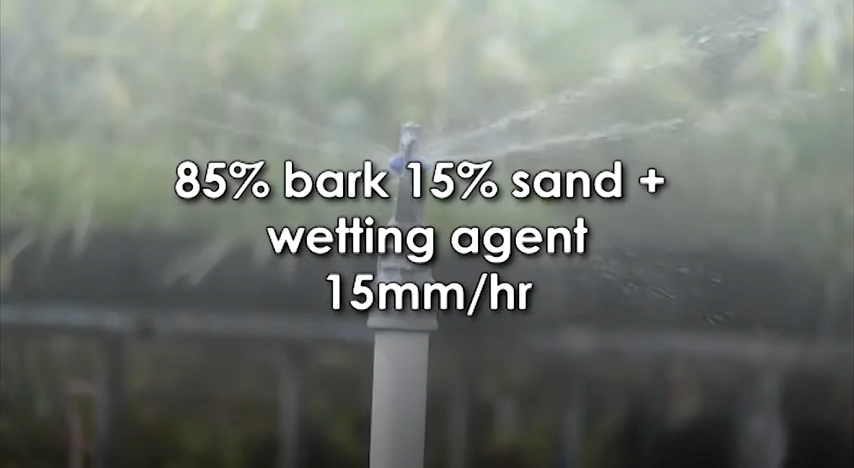 85% bark 15% sand +
wetting agent
15mm/hr